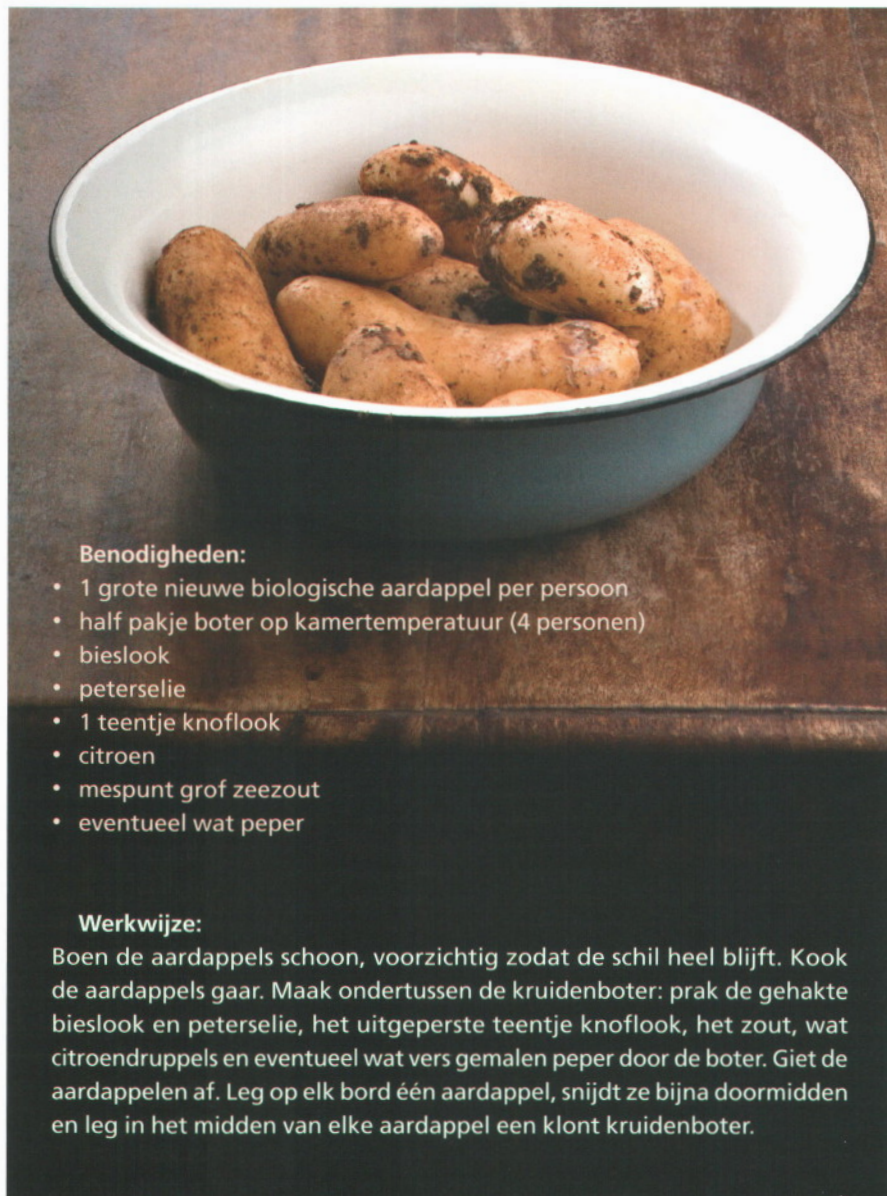 Benodigheden:
• 1 grote nieuwe biologische aardappel per persoon
• half pakje boter op kamertemperatuur (4 personen)
• bieslook
• peterselie
• 1 teentje knoflook
• citroen
• mespunt grof zeezout
• eventueel wat peper
Werkwijze:
Boen de aardappels schoon, voorzichtig zodat de schil heel blijft. Kook
de aardappels gaar. Maak ondertussen de kruidenboter: prak de gehakte
bieslook en peterselie, het uitgeperste teentje knoflook, het zout, wat
citroendruppels en eventueel wat vers gemalen peper door de boter. Giet de
aardappelen af. Leg op elk bord één aardappel, snijdt ze bijna doormidden
en leg in het midden van elke aardappel een klont kruidenboter.